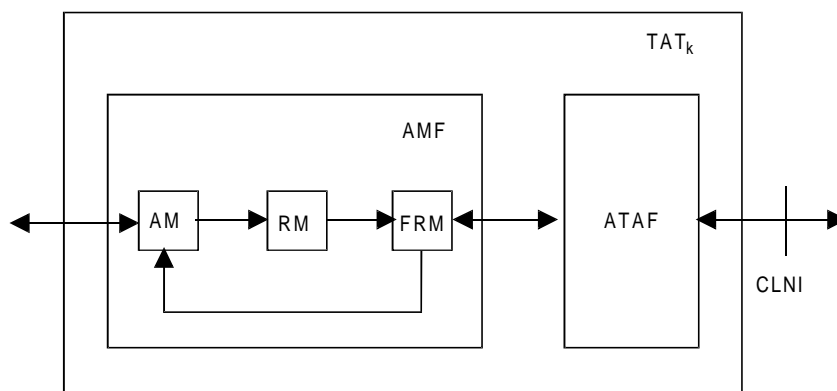 TATk
AMF
AM
RM
FRM
ATAF
CLNI